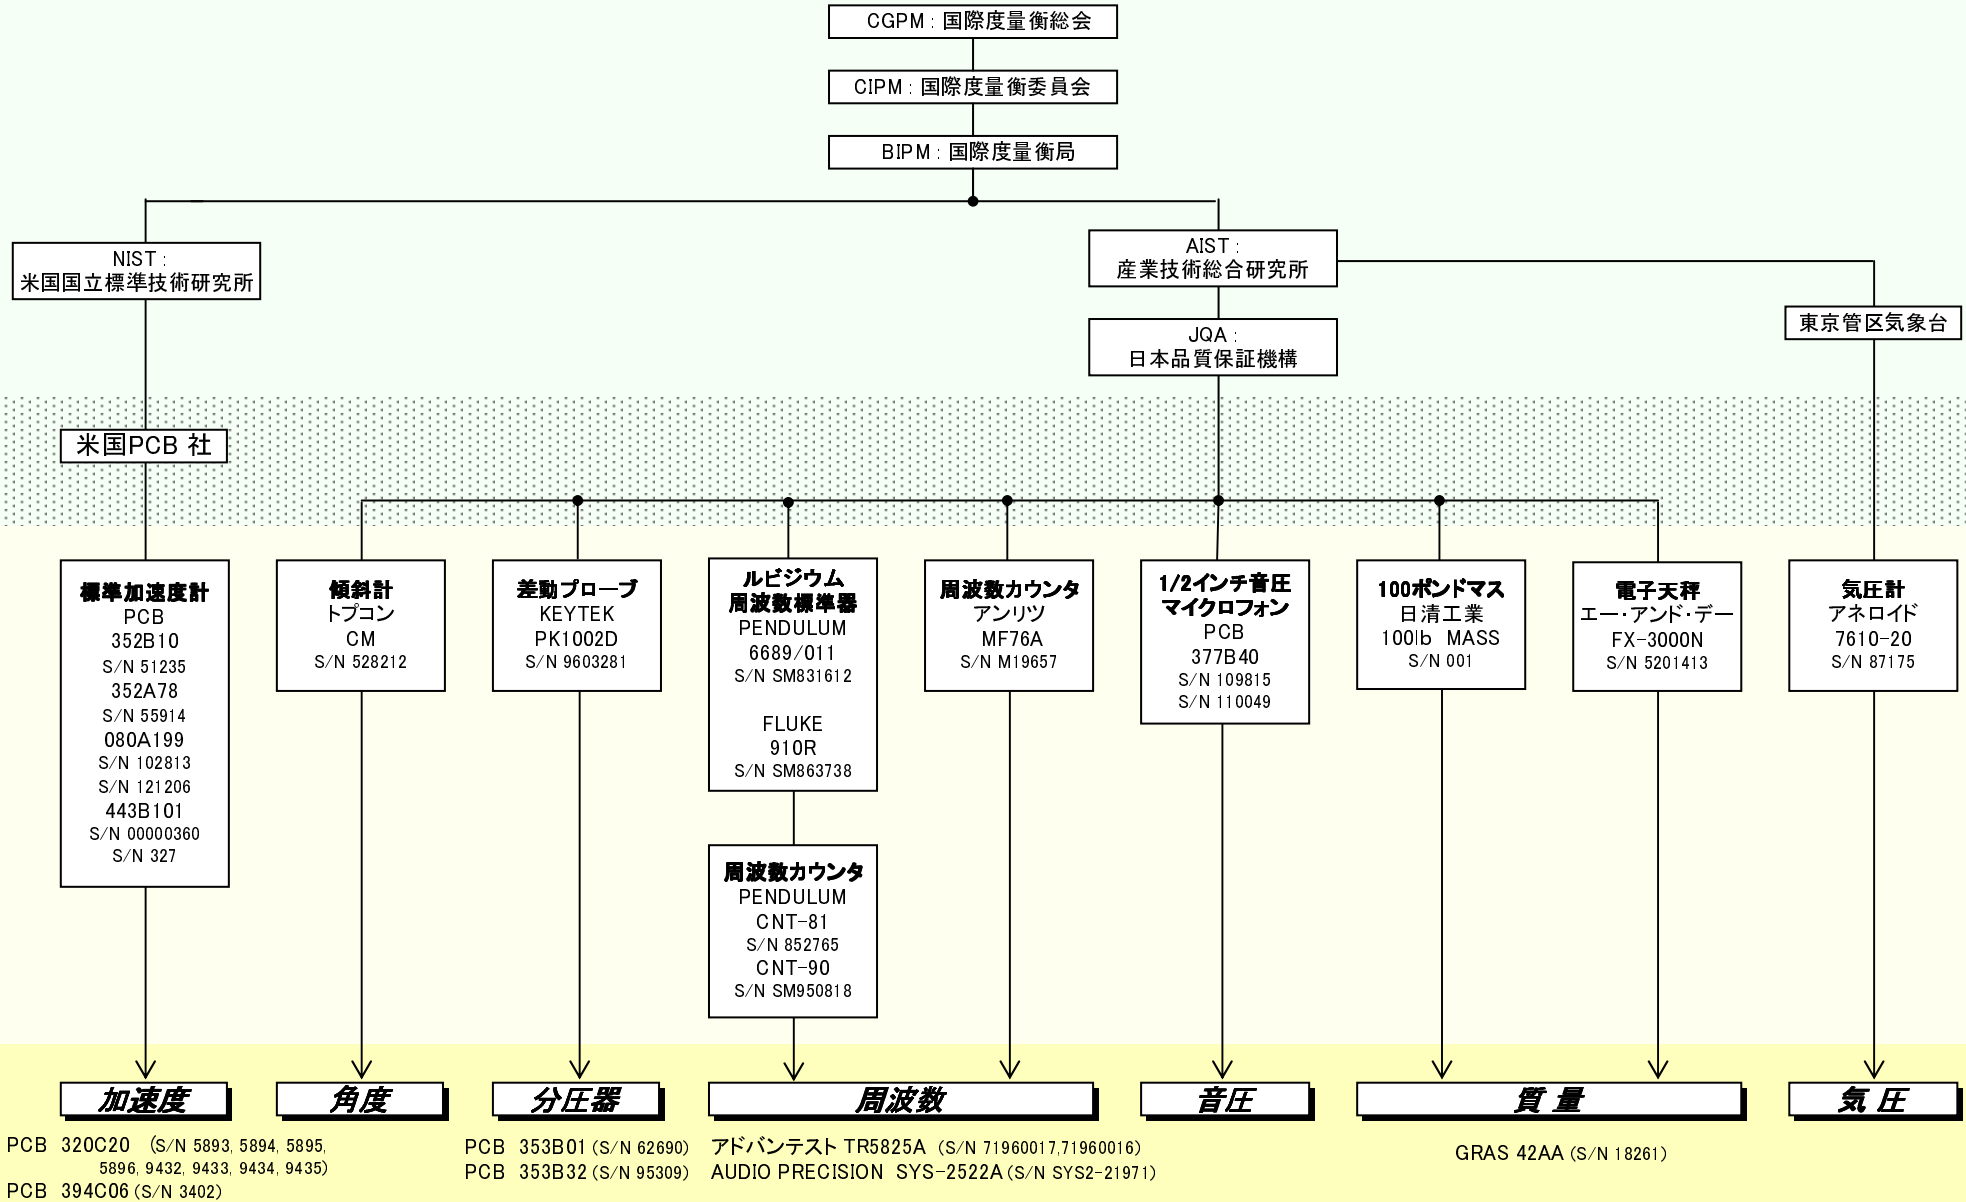 CGPM : 国際度量衡総会
CIPM : 国際度量衡委員会
BIPM : 国際度量衡局
NIST :
米国国立標準技術研究所
AIST :
産業技術総合研究所
JQA :
日本品質保証機構
東京管区気象台
米国PCB 社
標準加速度計
PCB
352B10
S/N 51235
352A78
S/N 55914
080A199
S/N 102813
S/N 121206
443B101
S/N 00000360
S/N 327
傾斜計
トプコン
CM
S/N 528212
差動プローブ
KEYTEK
PK1002D
S/N 9603281
ルビジウム
周波数標準器
PENDULUM
6689/011
S/N SM831612
FLUKE
910R
S/N SM863738
周波数カウンタ
PENDULUM
CNT-81
S/N 852765
CNT-90
S/N SM950818
周波数カウンタ
アンリツ
MF76A
S/N M19657
1/2インチ音圧
マイクロフォン
PCB
377B40
S/N 109815
S/N 110049
100ポンドマス
日清工業
100lb MASS
S/N 001
電子天秤
エー・アンド・デー
FX-3000N
S/N 5201413
気圧計
アネロイド
7610-20
S/N 87175
加速度
角度
分圧器
周波数
音圧
質 量
気 圧
PCB 320C20 (S/N 5893, 5894, 5895,
5896, 9432, 9433, 9434, 9435)
PCB 394C06 (S/N 3402)
PCB 353B01 (S/N 62690)
PCB 353B32 (S/N 95309)
アドバンテスト TR5825A (S/N 71960017,71960016)
AUDIO PRECISION SYS-2522A (S/N SYS2-21971)
GRAS 42AA (S/N 18261)